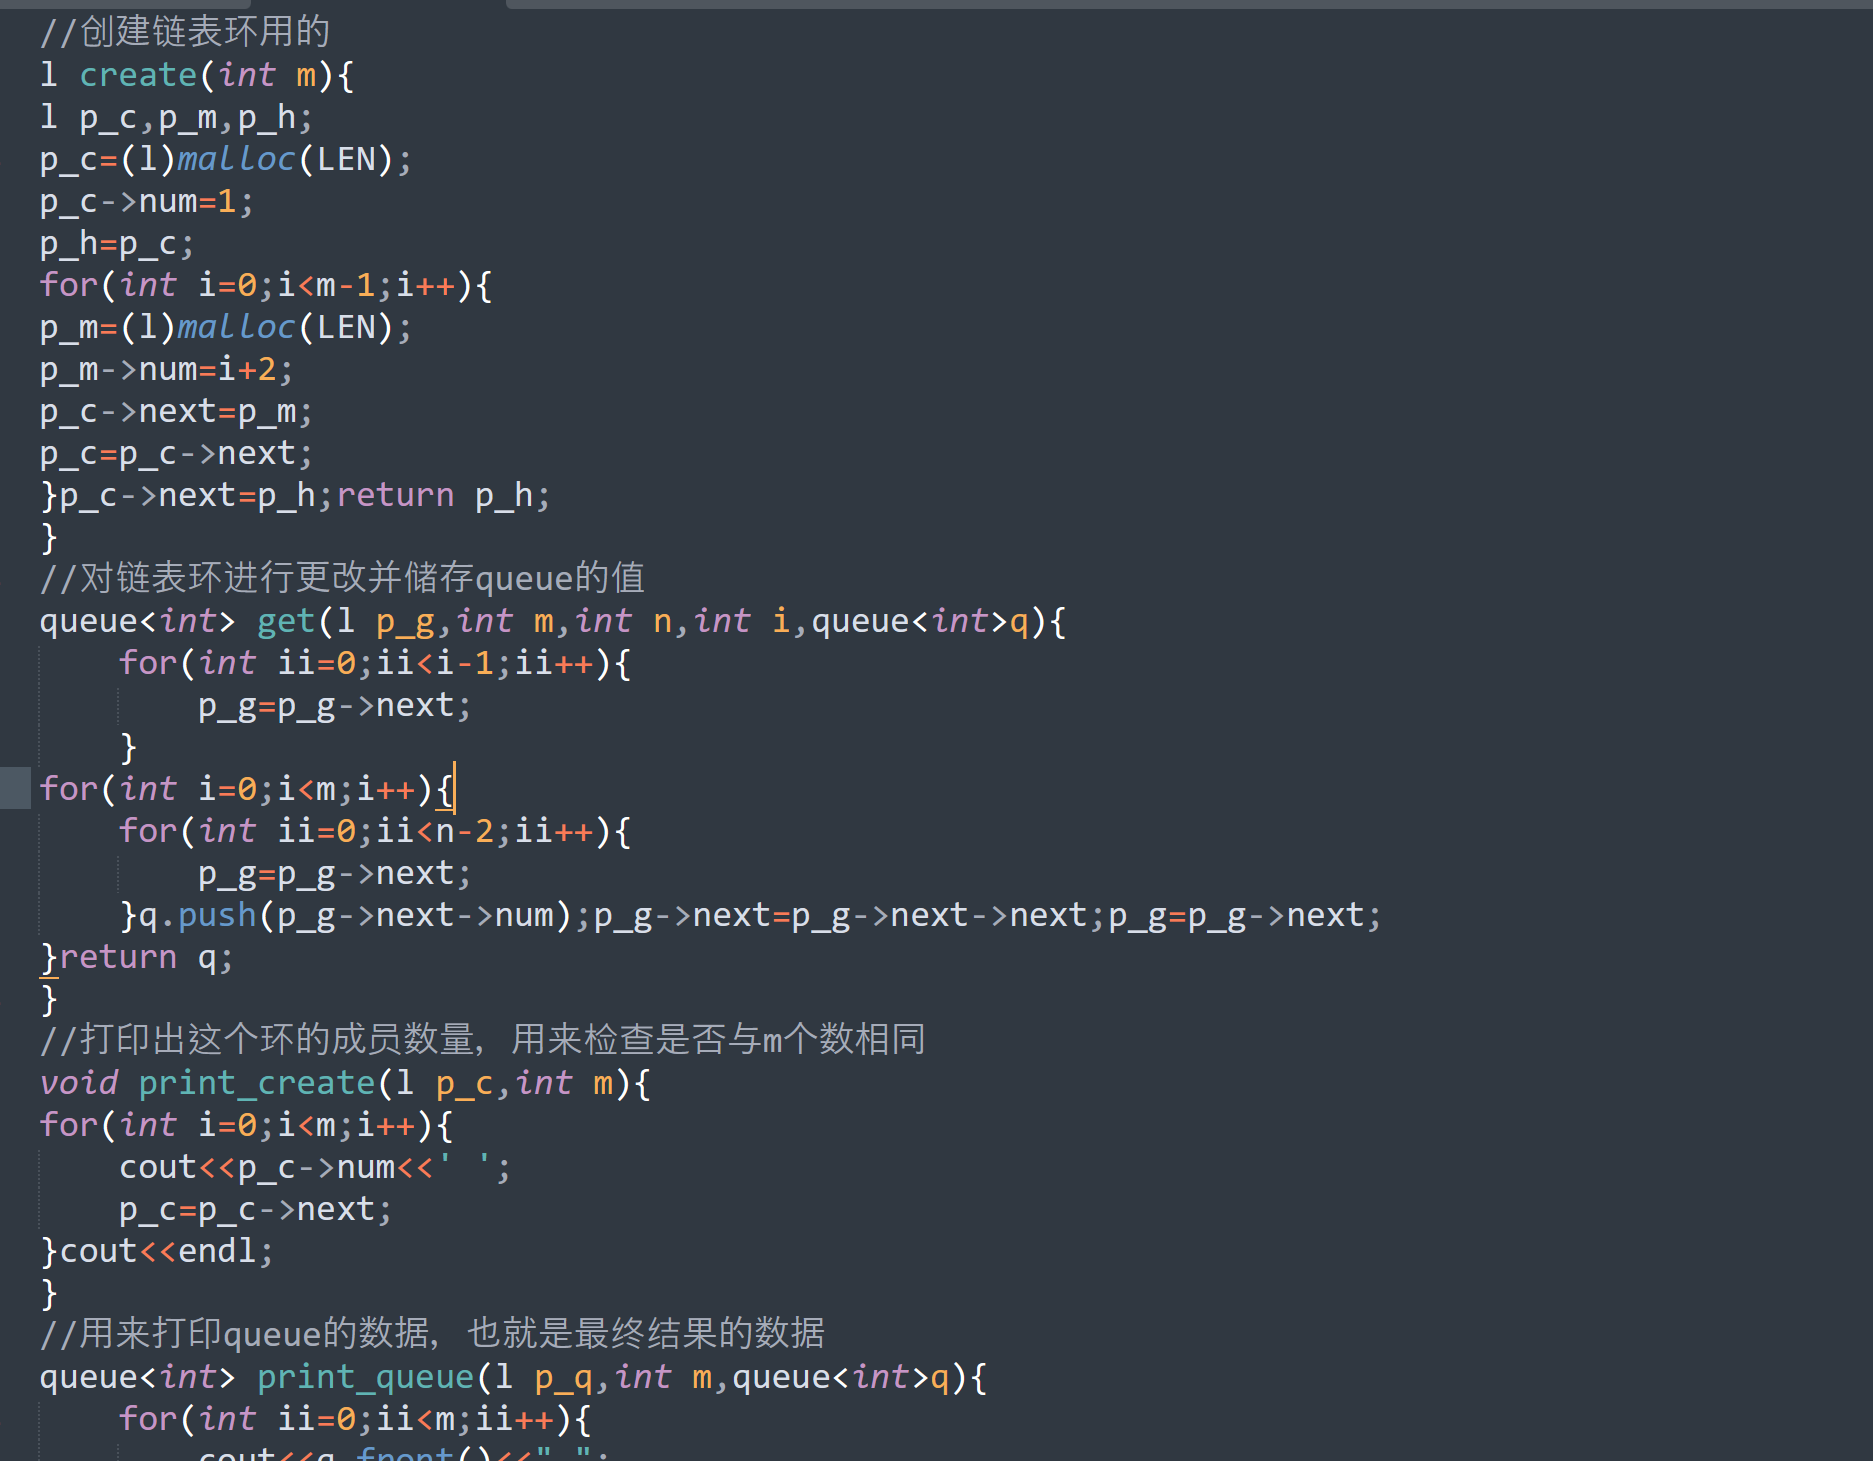 //创建链表环用的
l create(int m){
l p_c,p_m,p_h;
p_c=(l)malloc(LEN);
p_c->num=1;
p_h=p_c;
for(int i=0;i<m-1;i++){
p_m=(l)malloc(LEN);
p_m->num=i+2;
p_c->next=p_m;
p_c=p_c->next;
}p_c->next=p_h;return p_h;
}
//对链表环进行更改并储存queue的值
queue<int> get(l p_g,int m,int n,int i,queue<int>q){
    for(int ii=0;ii<i-1;ii++){
        p_g=p_g->next;
    }
for(int i=0;i<m;i++){
    for(int ii=0;ii<n-2;ii++){
        p_g=p_g->next;
    }q.push(p_g->next->num);p_g->next=p_g->next->next;p_g=p_g->next;
}return q;
}
//打印出这个环的成员数量，用来检查是否与m个数相同
void print_create(l p_c,int m){
for(int i=0;i<m;i++){
    cout<<p_c->num<<' ';
    p_c=p_c->next;
}cout<<endl;
}
//用来打印queue的数据，也就是最终结果的数据
queue<int> print_queue(l p_q,int m,queue<int>q){
    for(int ii=0;ii<m;ii++){
        cout<<q.front()<<" ";